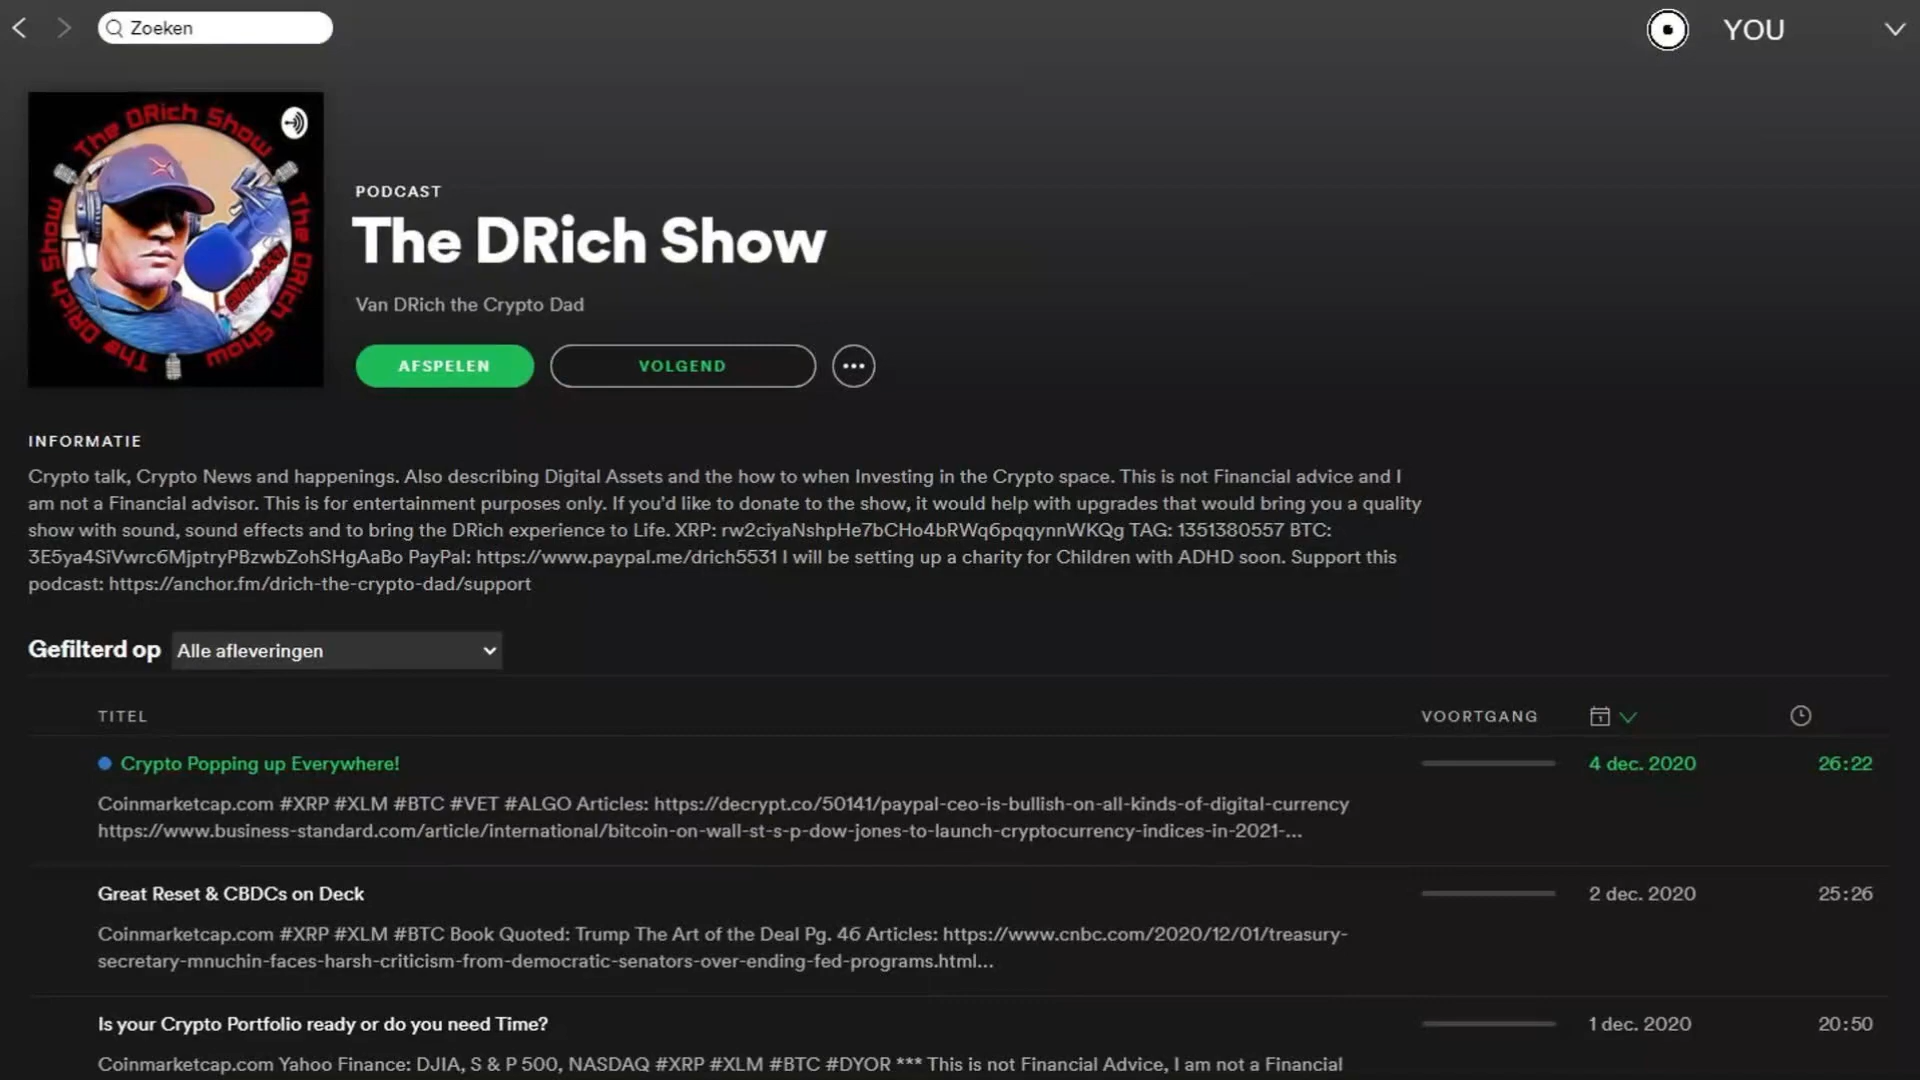 Zoeken
YOU
The DRich Show
The DRich Show
The DRich Show
The DRich Show
@DRich5531
PODCAST
The DRich Show
Van DRich the Crypto Dad
AFSPELEN
VOLGEND
INFORMATIE
Crypto talk, Crypto News and happenings. Also describing Digital Assets and the how to when Investing in the Crypto space. This is not Financial advice and I
am not a Financial advisor. This is for entertainment purposes only. If you'd like to donate to the show, it would help with upgrades that would bring you a quality
show with sound, sound effects and to bring the DRich experience to Life. XRP: rw2ciyaNshpHe7bCHo4bRWq6pqqynnWKQg TAG: 1351380557 BTC:
3E5ya4SiVwrc6MjptryPBzwbZohSHgAaBo PayPal: https://www.paypal.me/drich5531 I will be setting up a charity for Children with ADHD soon. Support this
podcast: https://anchor.fm/drich-the-crypto-dad/support
Gefilterd op
Alle afleveringen
TITEL
VOORTGANG
Crypto Popping up Everywhere!
4 dec. 2020
26:22
Coinmarketcap.com #XRP #XLM #BTC #VET #ALGO Articles: https://decrypt.co/50141/paypal-ceo-is-bullish-on-all-kinds-of-digital-currency
https://www.business-standard.com/article/international/bitcoin-on-wall-st-s-p-dow-jones-to-launch-cryptocurrency-indices-in-2021-...
Great Reset & CBDCs on Deck
2 dec. 2020
25:26
Coinmarketcap.com #XRP #XLM #BTC Book Quoted: Trump The Art of the Deal Pg. 46 Articles: https://www.cnbc.com/2020/12/01/treasury-
secretary-mnuchin-faces-harsh-criticism-from-democratic-senators-over-ending-fed-programs.html...
Is your Crypto Portfolio ready or do you need Time?
1 dec. 2020
20:50
Coinmarketcap.com Yahoo Finance: DJIA, S & P 500, NASDAQ #XRP #XLM #BTC #DYOR *** This is not Financial Advice, I am not a Financial